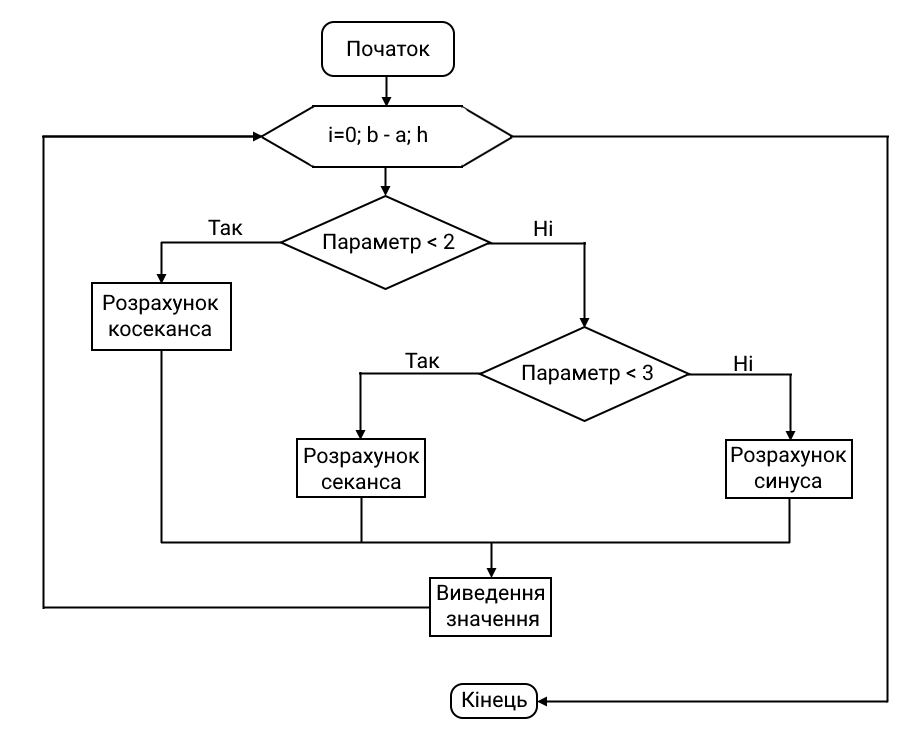 Початок
i=0; b - a; h
Так
Ні
Параметр < 2
Розрахунок
косеканса
Так
Ні
Параметр < 3
Розрахунок
секанса
Розрахунок
синуса
Виведення
значення
Кінець